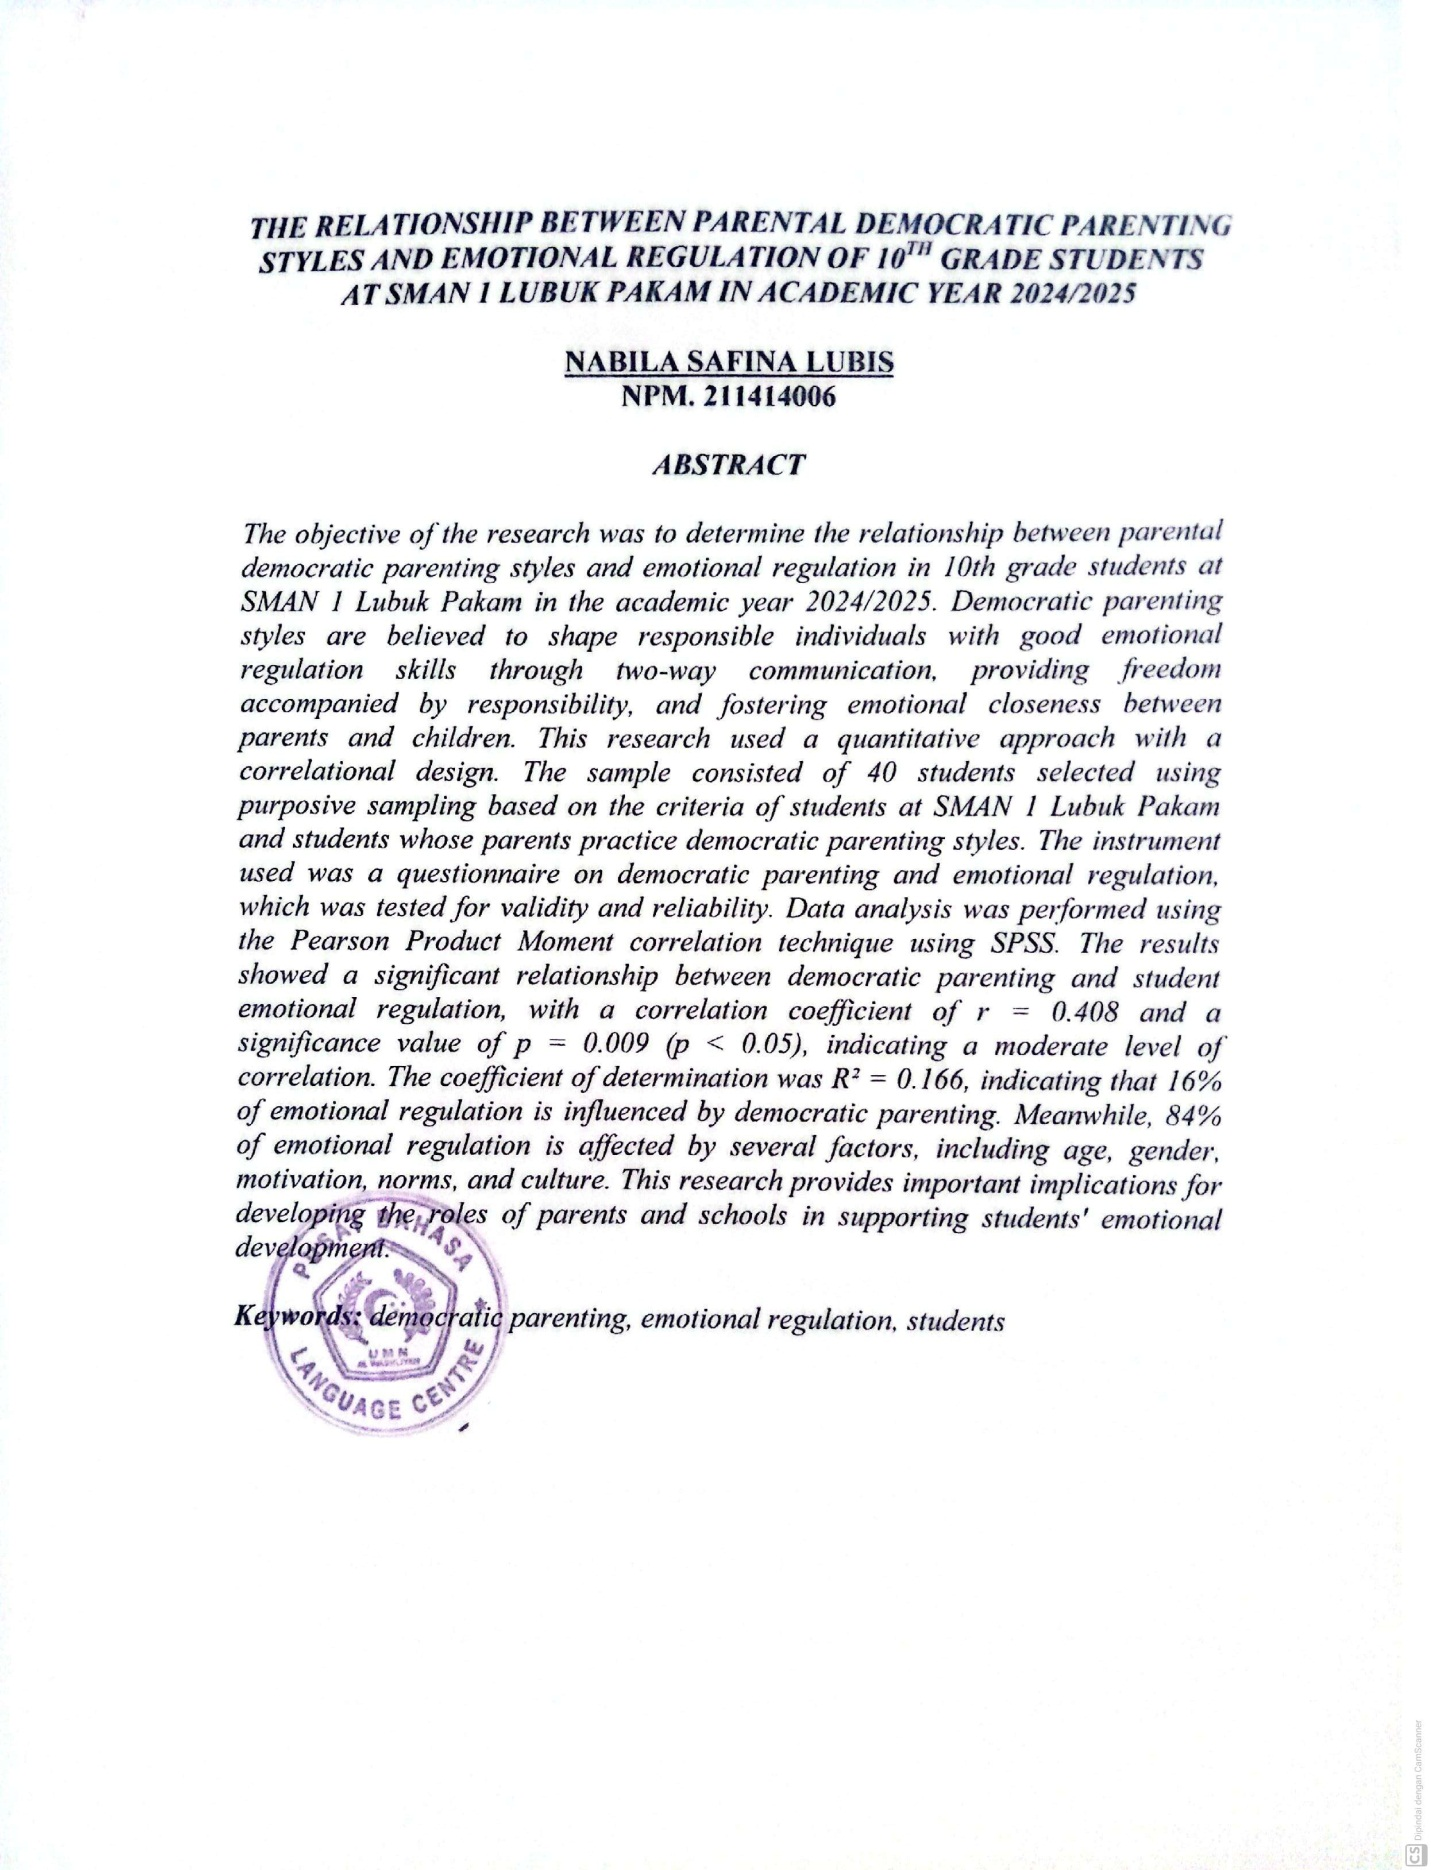 THE RELATIONSHIP BETWEEN PARENTAL DEMOCRATIC PARENTING
STYLES AND EMOTIONAL REGULATION OF 10TH GRADE STUDENTS
AT SMAN 1 LUBUK PAKAM IN ACADEMIC YEAR 2024/2025
NABILA SAFINA LUBIS
NPM. 211414006
ABSTRACT
The objective of the research was to determine the relationship between parental
democratic parenting styles and emotional regulation in 10th grade students at
SMAN 1 Lubuk Pakam in the academic year 2024/2025. Democratic parenting
styles are believed to shape responsible individuals with good emotional
regulation skills through two-way communication, providing freedom
accompanied by responsibility, and fostering emotional closeness between
parents and children. This research used a quantitative approach with a
correlational design. The sample consisted of 40 students selected using
purposive sampling based on the criteria of students at SMAN 1 Lubuk Pakam
and students whose parents practice democratic parenting styles. The instrument
used was a questionnaire on democratic parenting and emotional regulation,
which was tested for validity and reliability. Data analysis was performed using
the Pearson Product Moment correlation technique using SPSS. The results
showed a significant relationship between democratic parenting and student
emotional regulation, with a correlation coefficient of r = 0.408 and a
significance value of p = 0.009 (p < 0.05), indicating a moderate level of
correlation. The coefficient of determination was R² = 0.166, indicating that 16%
of emotional regulation is influenced by democratic parenting. Meanwhile, 84%
of emotional regulation is affected by several factors, including age, gender,
motivation, norms, and culture. This research provides important implications for
developing the roles of parents and schools in supporting students' emotional
development.
Keywords: democratic parenting, emotional regulation, students
PUSAT BAHASA
UMN
AL WASHLIYAH
LANGUAGE CENTRE
CS Dipindai dengan CamScanner